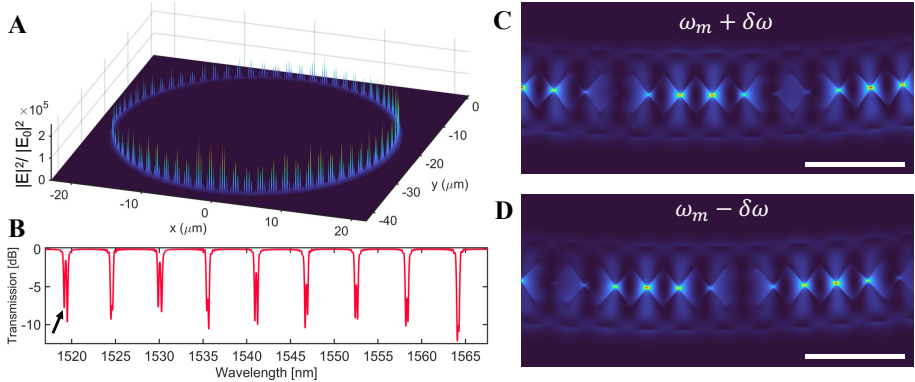 A
|E|²/ |E₀|²
×10⁵
2
1
0
-20
-10
0
10
20
x (μm)
0
-10
-20
-30
-40
y (μm)
B
Transmission [dB]
0
-5
-10
1520 1525 1530 1535 1540 1545 1550 1555 1560 1565
Wavelength [nm]
C
ωₘ + δω
D
ωₘ − δω